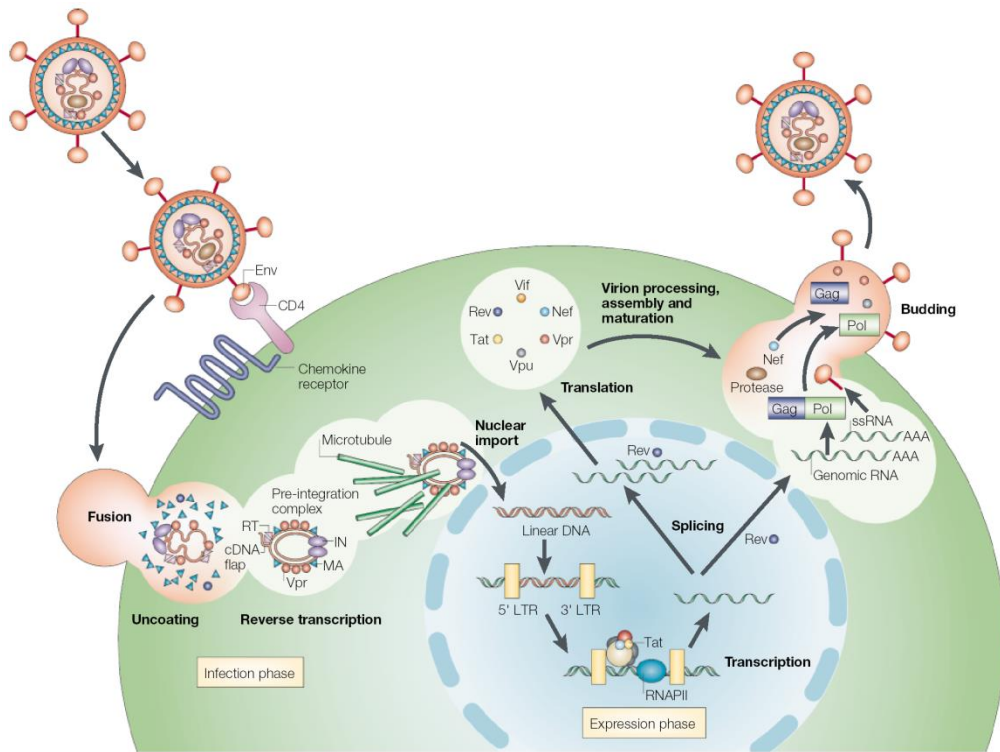 Env
CD4
Chemokine
receptor
Vif
Rev
Nef
Tat
Vpr
Vpu
Translation
Virion processing,
assembly and
maturation
Gag
Pol
Budding
Nef
Protease
Gag
Pol
ssRNA
AAA
AAA
Genomic RNA
Microtubule
Nuclear
import
Pre-integration
complex
Fusion
RT
cDNA
flap
IN
MA
Vpr
Uncoating
Reverse transcription
Infection phase
Rev
Linear DNA
Splicing
Rev
5' LTR
3' LTR
Tat
RNAPII
Transcription
Expression phase